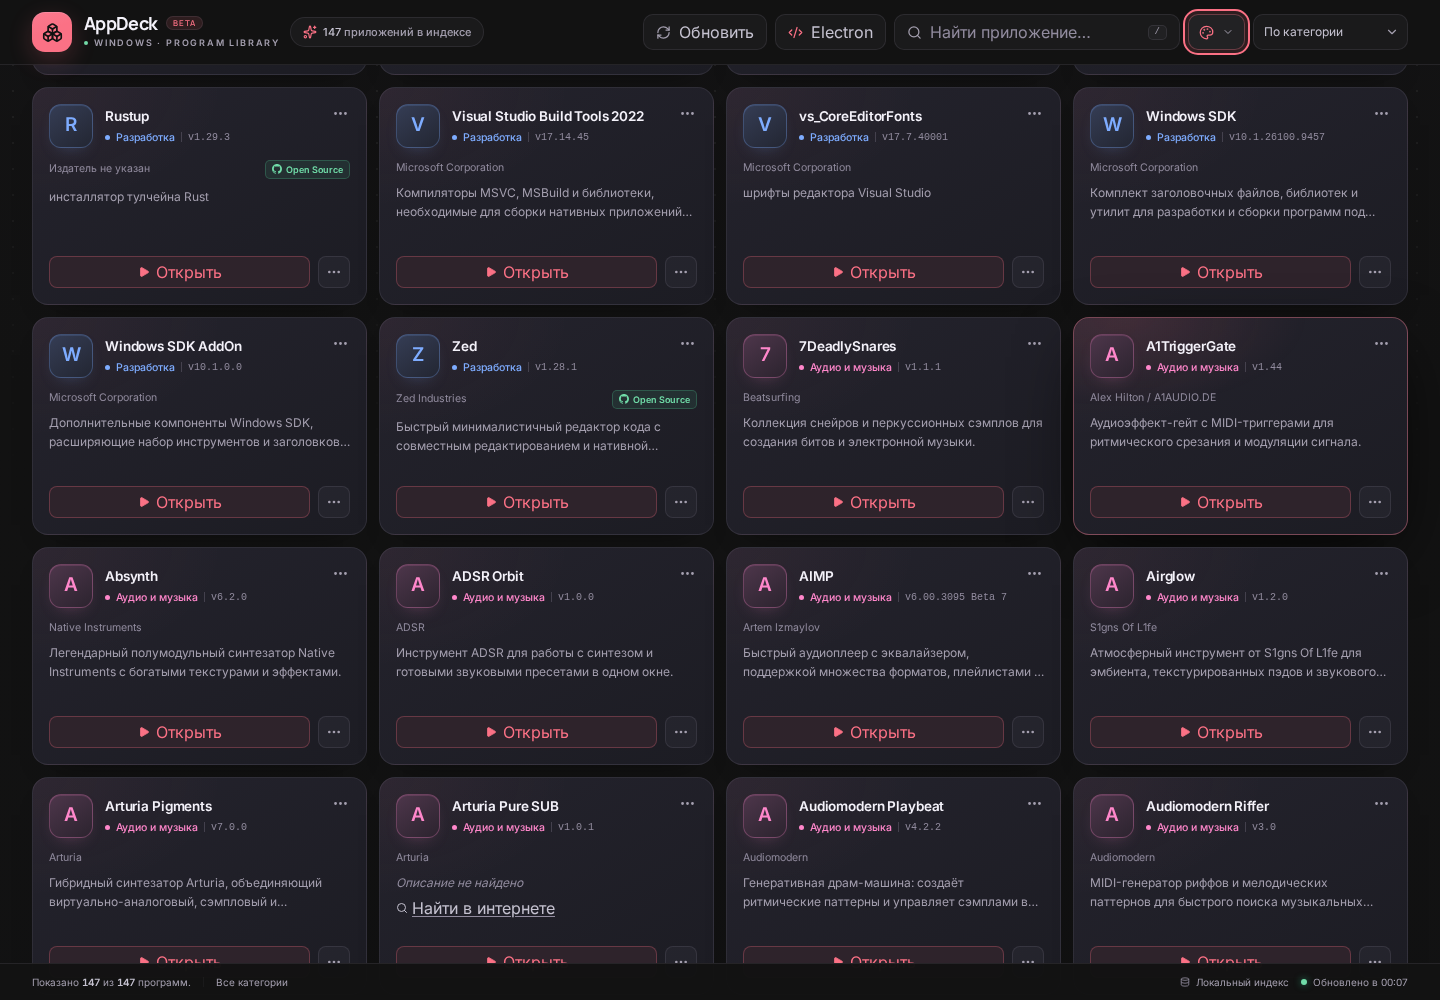 AppDeck BETA
WINDOWS · PROGRAM LIBRARY
147 приложений в индексе
Обновить
Electron
Найти приложение...
/
По категории
R
Rustup
Разработка | v1.29.3
Издатель не указан
Open Source
инсталлятор тулчейна Rust
Открыть
V
Visual Studio Build Tools 2022
Разработка | v17.14.45
Microsoft Corporation
Компиляторы MSVC, MSBuild и библиотеки,
необходимые для сборки нативных приложений…
Открыть
V
vs_CoreEditorFonts
Разработка | v17.7.40001
Microsoft Corporation
шрифты редактора Visual Studio
Открыть
W
Windows SDK
Разработка | v10.1.26100.9457
Microsoft Corporation
Комплект заголовочных файлов, библиотек и
утилит для разработки и сборки программ под…
Открыть
W
Windows SDK AddOn
Разработка | v10.1.0.0
Microsoft Corporation
Дополнительные компоненты Windows SDK,
расширяющие набор инструментов и заголовков…
Открыть
Z
Zed
Разработка | v1.28.1
Zed Industries
Open Source
Быстрый минималистичный редактор кода с
совместным редактированием и нативной…
Открыть
7
7DeadlySnares
Аудио и музыка | v1.1.1
Beatsurfing
Коллекция снейров и перкуссионных сэмплов для
создания битов и электронной музыки.
Открыть
A
A1TriggerGate
Аудио и музыка | v1.44
Alex Hilton / A1AUDIO.DE
Аудиоэффект-гейт с MIDI-триггерами для
ритмического срезания и модуляции сигнала.
Открыть
A
Absynth
Аудио и музыка | v6.2.0
Native Instruments
Легендарный полумодульный синтезатор Native
Instruments с богатыми текстурами и эффектами.
Открыть
A
ADSR Orbit
Аудио и музыка | v1.0.0
ADSR
Инструмент ADSR для работы с синтезом и
готовыми звуковыми пресетами в одном окне.
Открыть
A
AIMP
Аудио и музыка | v6.00.3095 Beta 7
Artem Izmaylov
Быстрый аудиоплеер с эквалайзером,
поддержкой множества форматов, плейлистами …
Открыть
A
Airglow
Аудио и музыка | v1.2.0
S1gns Of L1fe
Атмосферный инструмент от S1gns Of L1fe для
эмбиента, текстурированных пэдов и звукового…
Открыть
A
Arturia Pigments
Аудио и музыка | v7.0.0
Arturia
Гибридный синтезатор Arturia, объединяющий
виртуально-аналоговый, сэмпловый и…
Открыть
A
Arturia Pure SUB
Аудио и музыка | v1.0.1
Arturia
Описание не найдено
Найти в интернете
Открыть
A
Audiomodern Playbeat
Аудио и музыка | v4.2.2
Audiomodern
Генеративная драм-машина: создаёт
ритмические паттерны и управляет сэмплами в…
Открыть
A
Audiomodern Riffer
Аудио и музыка | v3.0
Audiomodern
MIDI-генератор риффов и мелодических
паттернов для быстрого поиска музыкальных…
Открыть
Показано 147 из 147 программ.
Все категории
Локальный индекс
Обновлено в 00:07